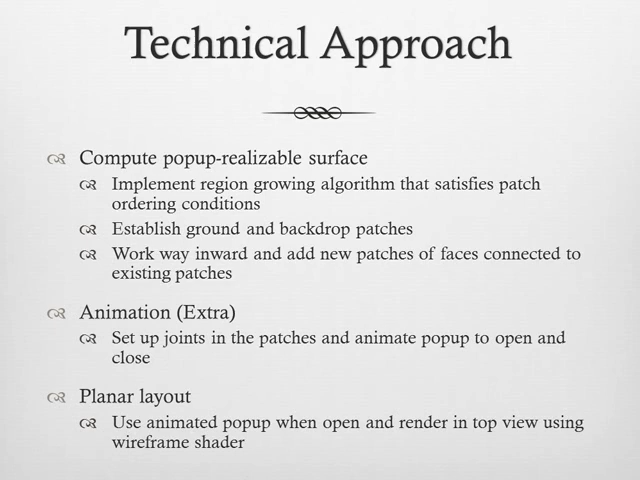 Technical Approach
Compute popup-realizable surface
Implement region growing algorithm that satisfies patch
ordering conditions
Establish ground and backdrop patches
Work way inward and add new patches of faces connected to
existing patches
Animation (Extra)
Set up joints in the patches and animate popup to open and
close
Planar layout
Use animated popup when open and render in top view using
wireframe shader